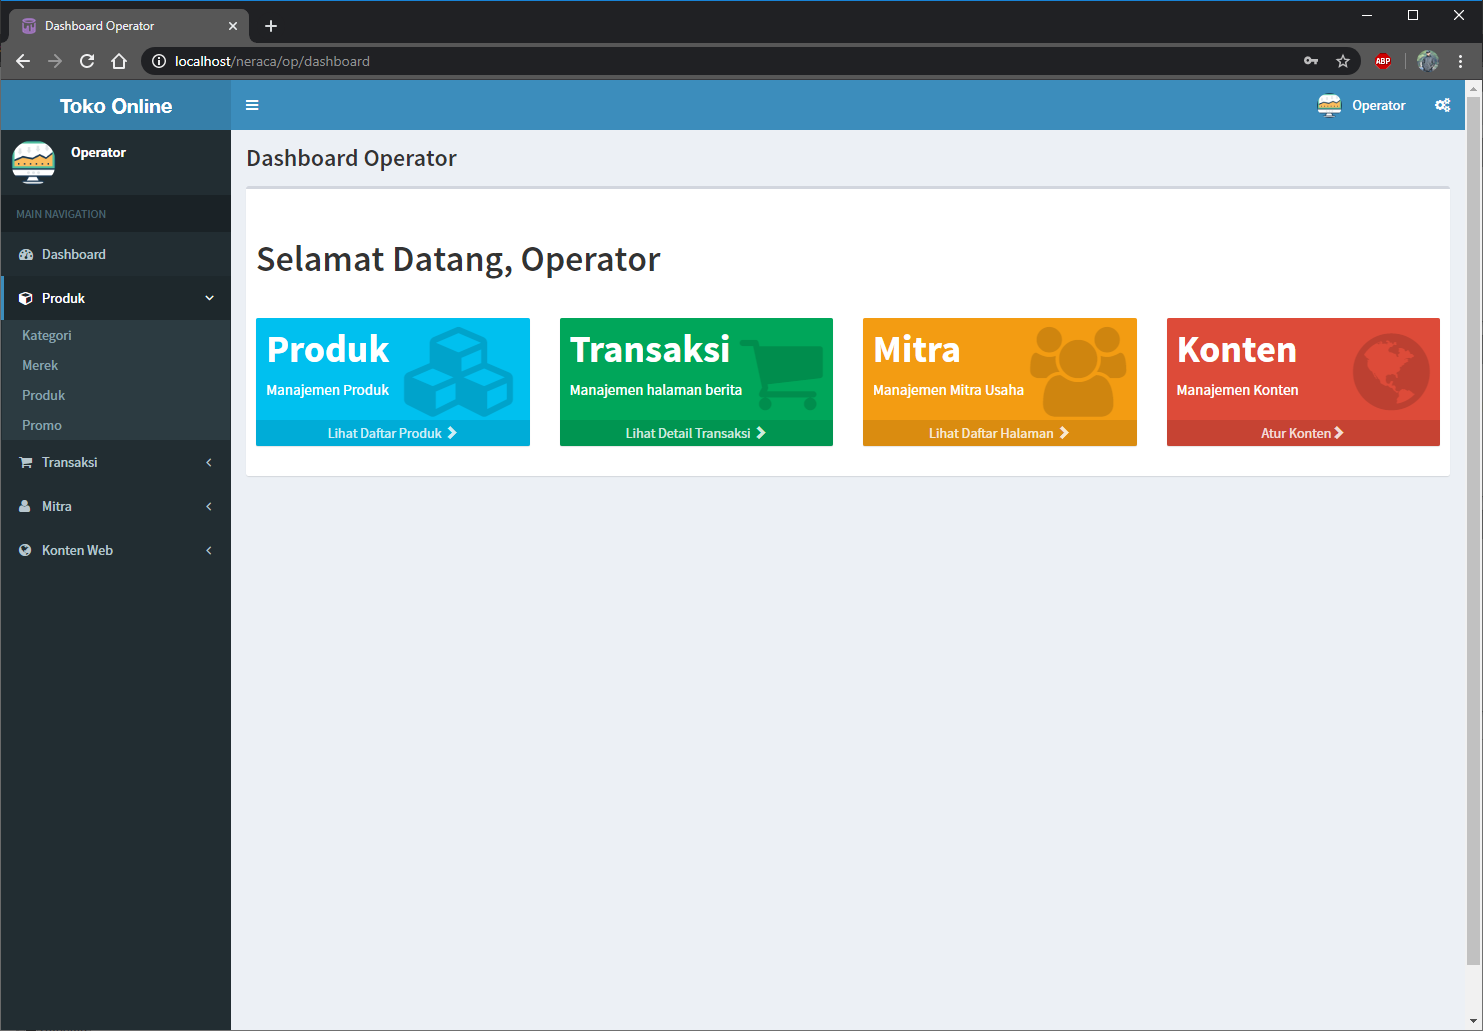 Dashboard Operator
localhost/neraca/op/dashboard
ABP
Toko Online
Operator
Operator
MAIN NAVIGATION
Dashboard
Produk
Kategori
Merek
Produk
Promo
Transaksi
Mitra
Konten Web
Dashboard Operator
Selamat Datang, Operator
Produk
Manajemen Produk
Lihat Daftar Produk
Transaksi
Manajemen halaman berita
Lihat Detail Transaksi
Mitra
Manajemen Mitra Usaha
Lihat Daftar Halaman
Konten
Manajemen Konten
Atur Konten